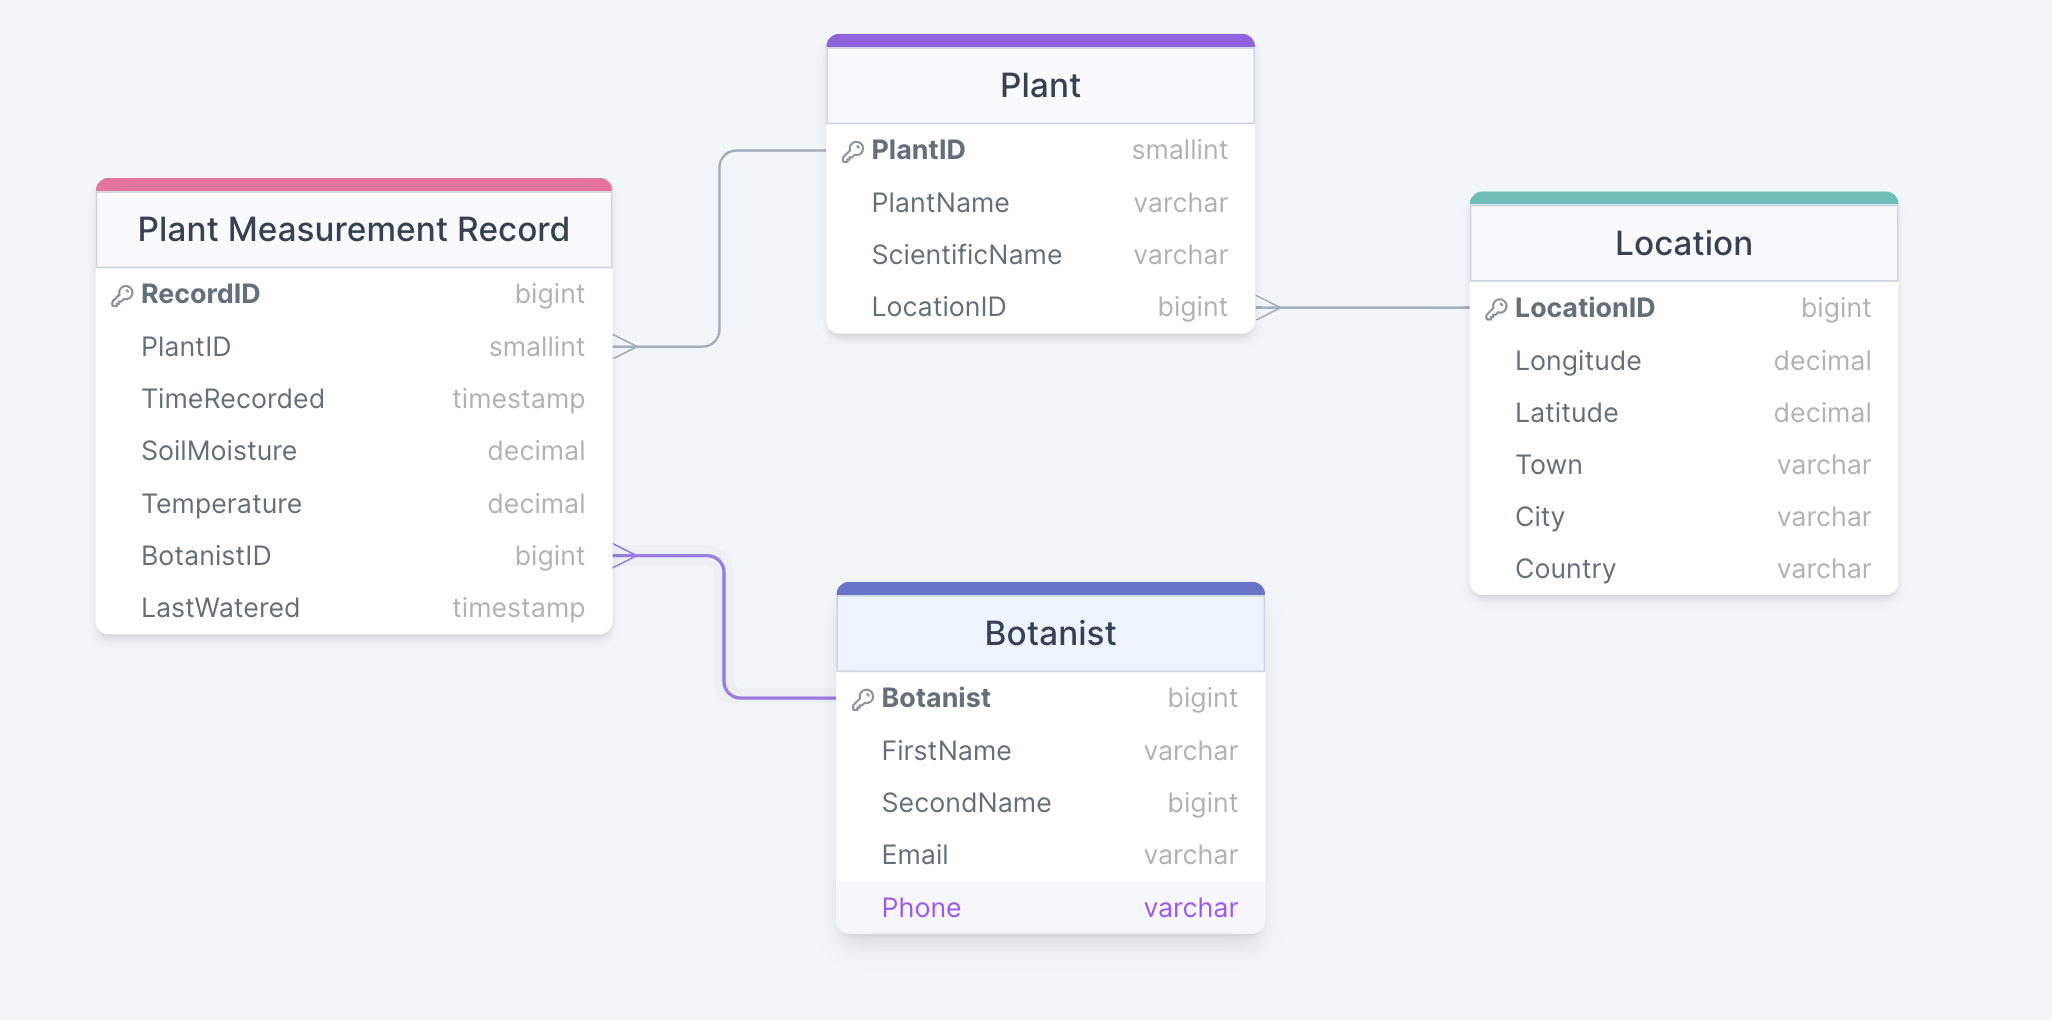 Plant Measurement Record
RecordID bigint
PlantID smallint
TimeRecorded timestamp
SoilMoisture decimal
Temperature decimal
BotanistID bigint
LastWatered timestamp
Plant
PlantID smallint
PlantName varchar
ScientificName varchar
LocationID bigint
Location
LocationID bigint
Longitude decimal
Latitude decimal
Town varchar
City varchar
Country varchar
Botanist
Botanist bigint
FirstName varchar
SecondName bigint
Email varchar
Phone varchar